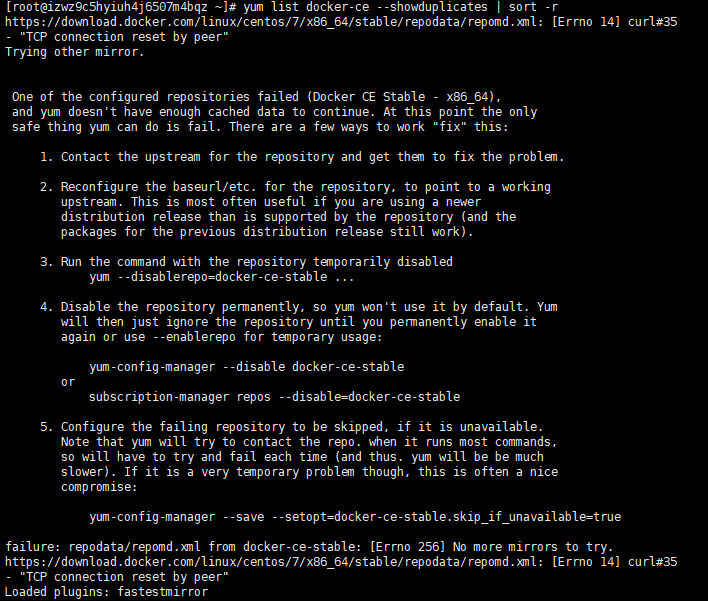 [root@izwz9c5hyiuh4j6507m4bqz ~]# yum list docker-ce --showduplicates | sort -r
https://download.docker.com/linux/centos/7/x86_64/stable/repodata/repomd.xml: [Errno 14] curl#35
- "TCP connection reset by peer"
Trying other mirror.
One of the configured repositories failed (Docker CE Stable - x86_64),
and yum doesn't have enough cached data to continue. At this point the only
safe thing yum can do is fail. There are a few ways to work "fix" this:
1. Contact the upstream for the repository and get them to fix the problem.
2. Reconfigure the baseurl/etc. for the repository, to point to a working
upstream. This is most often useful if you are using a newer
distribution release than is supported by the repository (and the
packages for the previous distribution release still work).
3. Run the command with the repository temporarily disabled
yum --disablerepo=docker-ce-stable ...
4. Disable the repository permanently, so yum won't use it by default. Yum
will then just ignore the repository until you permanently enable it
again or use --enablerepo for temporary usage:
yum-config-manager --disable docker-ce-stable
or
subscription-manager repos --disable=docker-ce-stable
5. Configure the failing repository to be skipped, if it is unavailable.
Note that yum will try to contact the repo. when it runs most commands,
so will have to try and fail each time (and thus. yum will be be much
slower). If it is a very temporary problem though, this is often a nice
compromise:
yum-config-manager --save --setopt=docker-ce-stable.skip_if_unavailable=true
failure: repodata/repomd.xml from docker-ce-stable: [Errno 256] No more mirrors to try.
https://download.docker.com/linux/centos/7/x86_64/stable/repodata/repomd.xml: [Errno 14] curl#35
- "TCP connection reset by peer"
Loaded plugins: fastestmirror